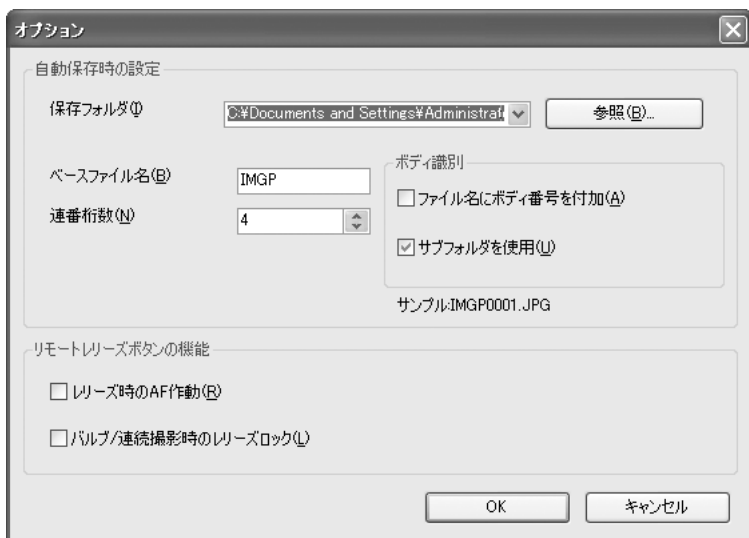 オプション
自動保存時の設定
保存フォルダ(I)
C:¥Documents and Settings¥Administrat
参照(B)...
ベースファイル名(B)
IMGP
連番桁数(N)
4
ボディ識別
ファイル名にボディ番号を付加(A)
サブフォルダを使用(U)
サンプル:IMGP0001.JPG
リモートレリーズボタンの機能
レリーズ時のAF作動(R)
バルブ/連続撮影時のレリーズロック(L)
OK
キャンセル